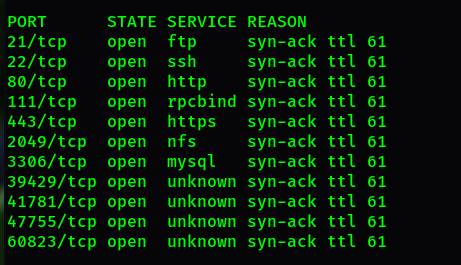 PORT STATE SERVICE REASON
21/tcp open ftp syn-ack ttl 61
22/tcp open ssh syn-ack ttl 61
80/tcp open http syn-ack ttl 61
111/tcp open rpcbind syn-ack ttl 61
443/tcp open https syn-ack ttl 61
2049/tcp open nfs syn-ack ttl 61
3306/tcp open mysql syn-ack ttl 61
39429/tcp open unknown syn-ack ttl 61
41781/tcp open unknown syn-ack ttl 61
47755/tcp open unknown syn-ack ttl 61
60823/tcp open unknown syn-ack ttl 61